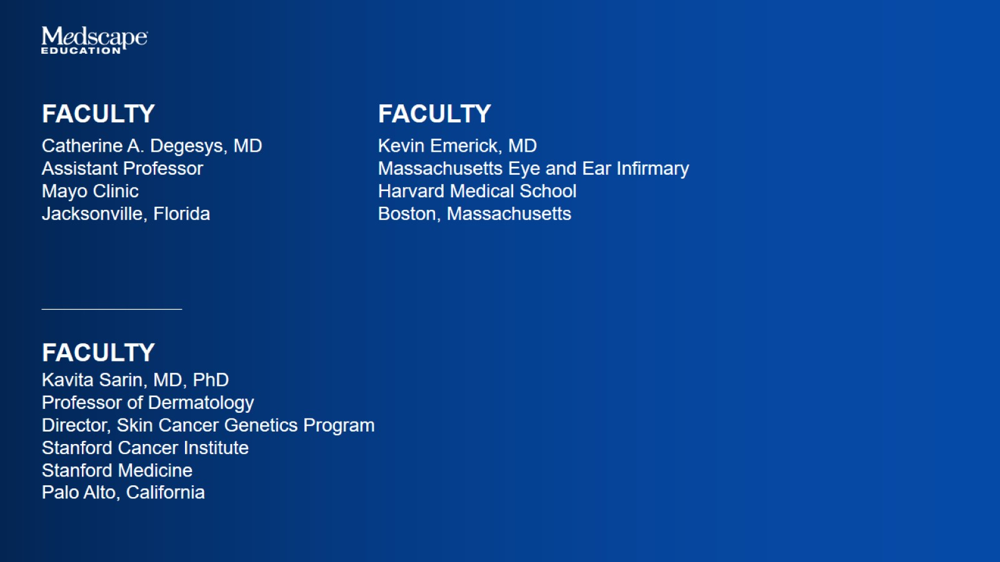 Medscape
EDUCATION
FACULTY
Catherine A. Degesys, MD
Assistant Professor
Mayo Clinic
Jacksonville, Florida
FACULTY
Kevin Emerick, MD
Massachusetts Eye and Ear Infirmary
Harvard Medical School
Boston, Massachusetts
FACULTY
Kavita Sarin, MD, PhD
Professor of Dermatology
Director, Skin Cancer Genetics Program
Stanford Cancer Institute
Stanford Medicine
Palo Alto, California